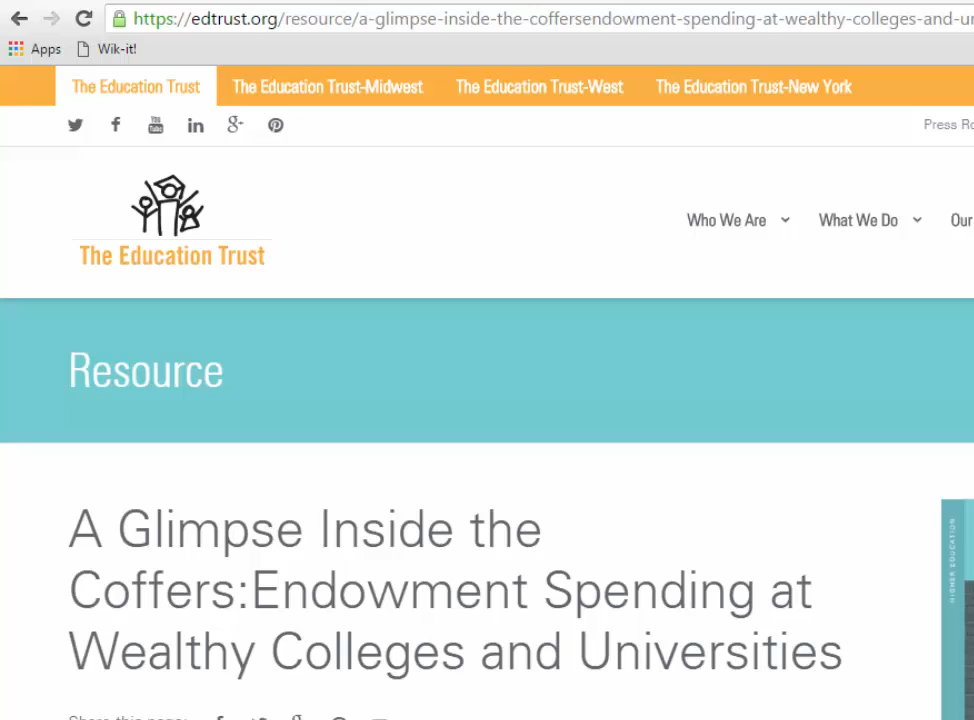 https://edtrust.org/resource/a-glimpse-inside-the-coffersendowment-spending-at-wealthy-colleges-and-
Apps Wik-it!
The Education Trust The Education Trust-Midwest The Education Trust-West The Education Trust-New York
Press
Who We Are What We Do Our
The Education Trust
Resource
A Glimpse Inside the
Coffers:Endowment Spending at
Wealthy Colleges and Universities
HIGHER EDUCATION
Share this page: